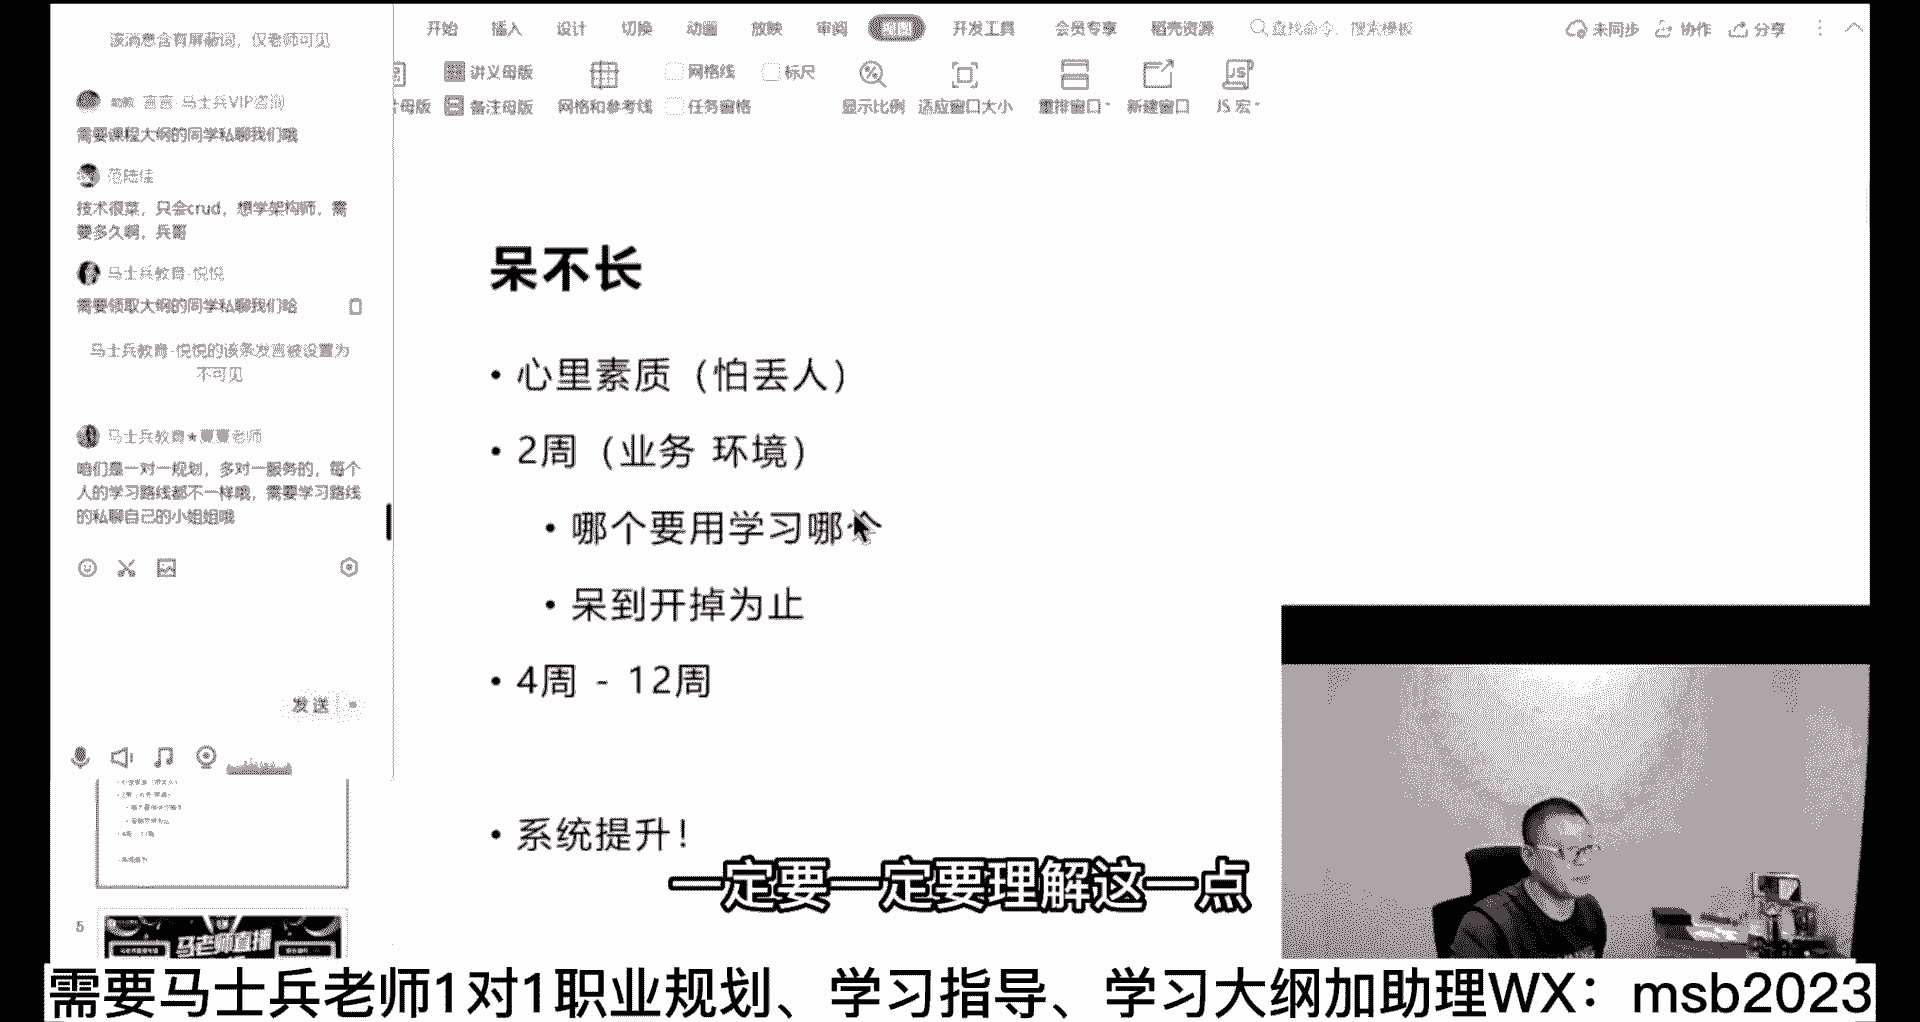 该消息含有屏蔽词，仅老师可见
助教 言言-马士兵VIP咨询
需要课程大纲的同学私聊我们哦
范陆佳
技术很菜，只会crud，想学架构师，需
要多久啊，兵哥
马士兵教育-悦悦
需要领取大纲的同学私聊我们哈
马士兵教育-悦悦的该条发言被设置为
不可见
马士兵教育★夏夏老师
咱们是一对一规划，多对一服务的，每个
人的学习路线都不一样哦，需要学习路线
的私聊自己的小姐姐哦
发送
开始 插入 设计 切换 动画 放映 审阅 视图 开发工具 会员专享 稻壳资源 查找命令、搜索模板 未同步 协作 分享
讲义母版 网格线 标尺
母版 备注母版 网格和参考线 任务窗格 显示比例 适应窗口大小 重排窗口 新建窗口 JS 宏
呆不长
• 心里素质（怕丢人）
• 2周（业务 环境）
• 哪个要用学习哪个
• 呆到开掉为止
• 4周 - 12周
• 系统提升！
5
马老师直播
一定要一定要理解这一点
需要马士兵老师1对1职业规划、学习指导、学习大纲加助理WX：msb2023